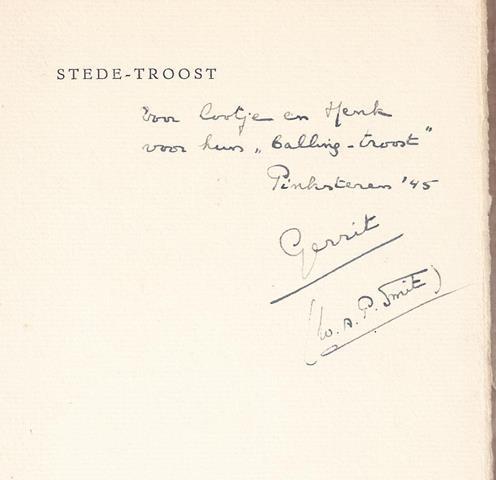 STEDE-TROOST
Voor Lootje en Henk
voor hun „Balling-troost”
Pinksteren '45
Gerrit
(W.A.P. Smit)